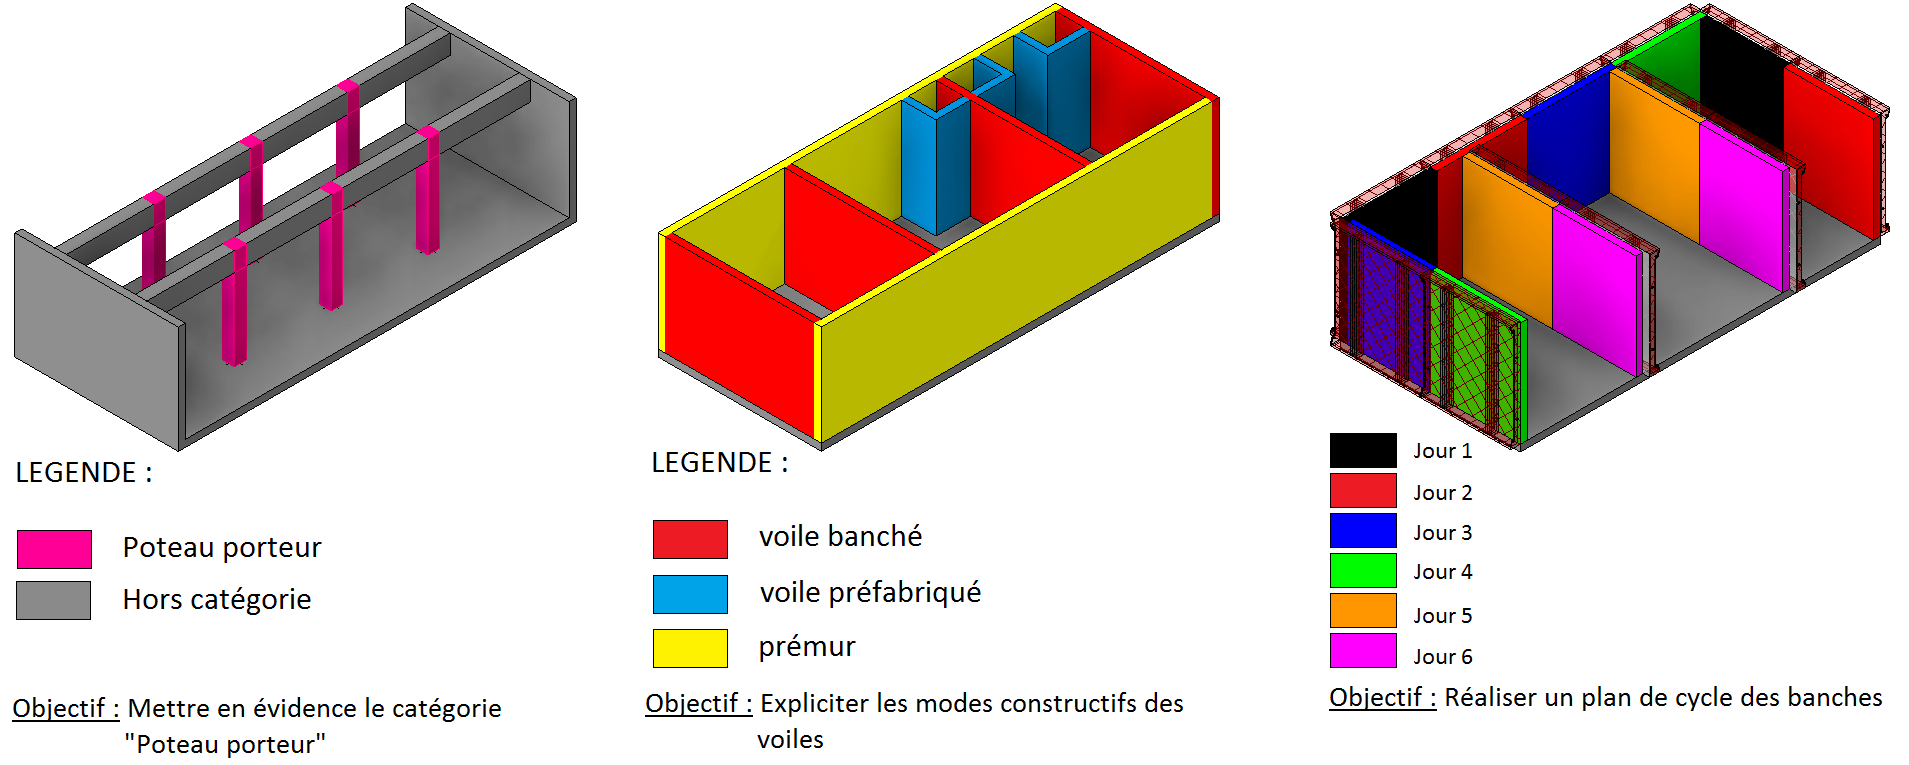 LEGENDE :
Poteau porteur
Hors catégorie
Objectif : Mettre en évidence le catégorie
"Poteau porteur"
LEGENDE :
voile banché
voile préfabriqué
prémur
Objectif : Expliciter les modes constructifs des
voiles
Jour 1
Jour 2
Jour 3
Jour 4
Jour 5
Jour 6
Objectif : Réaliser un plan de cycle des banches